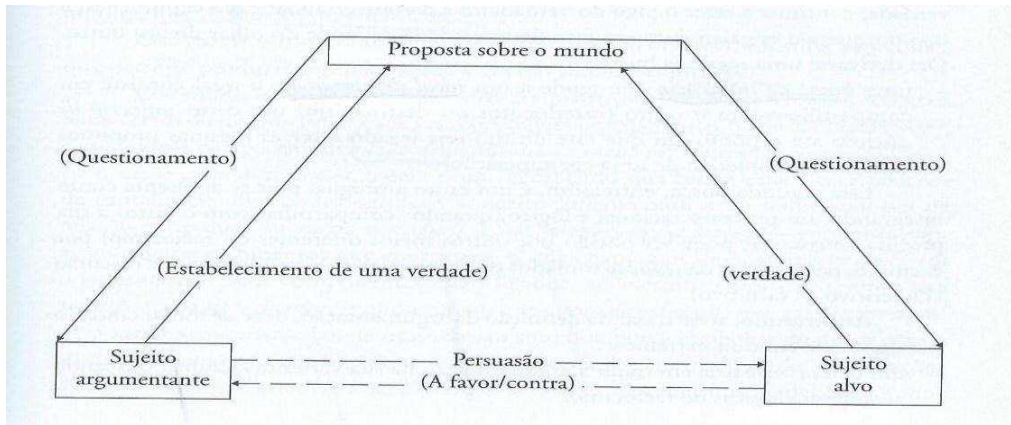 Proposta sobre o mundo
(Questionamento)
(Questionamento)
(Estabelecimento de uma verdade)
(verdade)
Sujeito
argumentante
Persuasão
(A favor/contra)
Sujeito
alvo